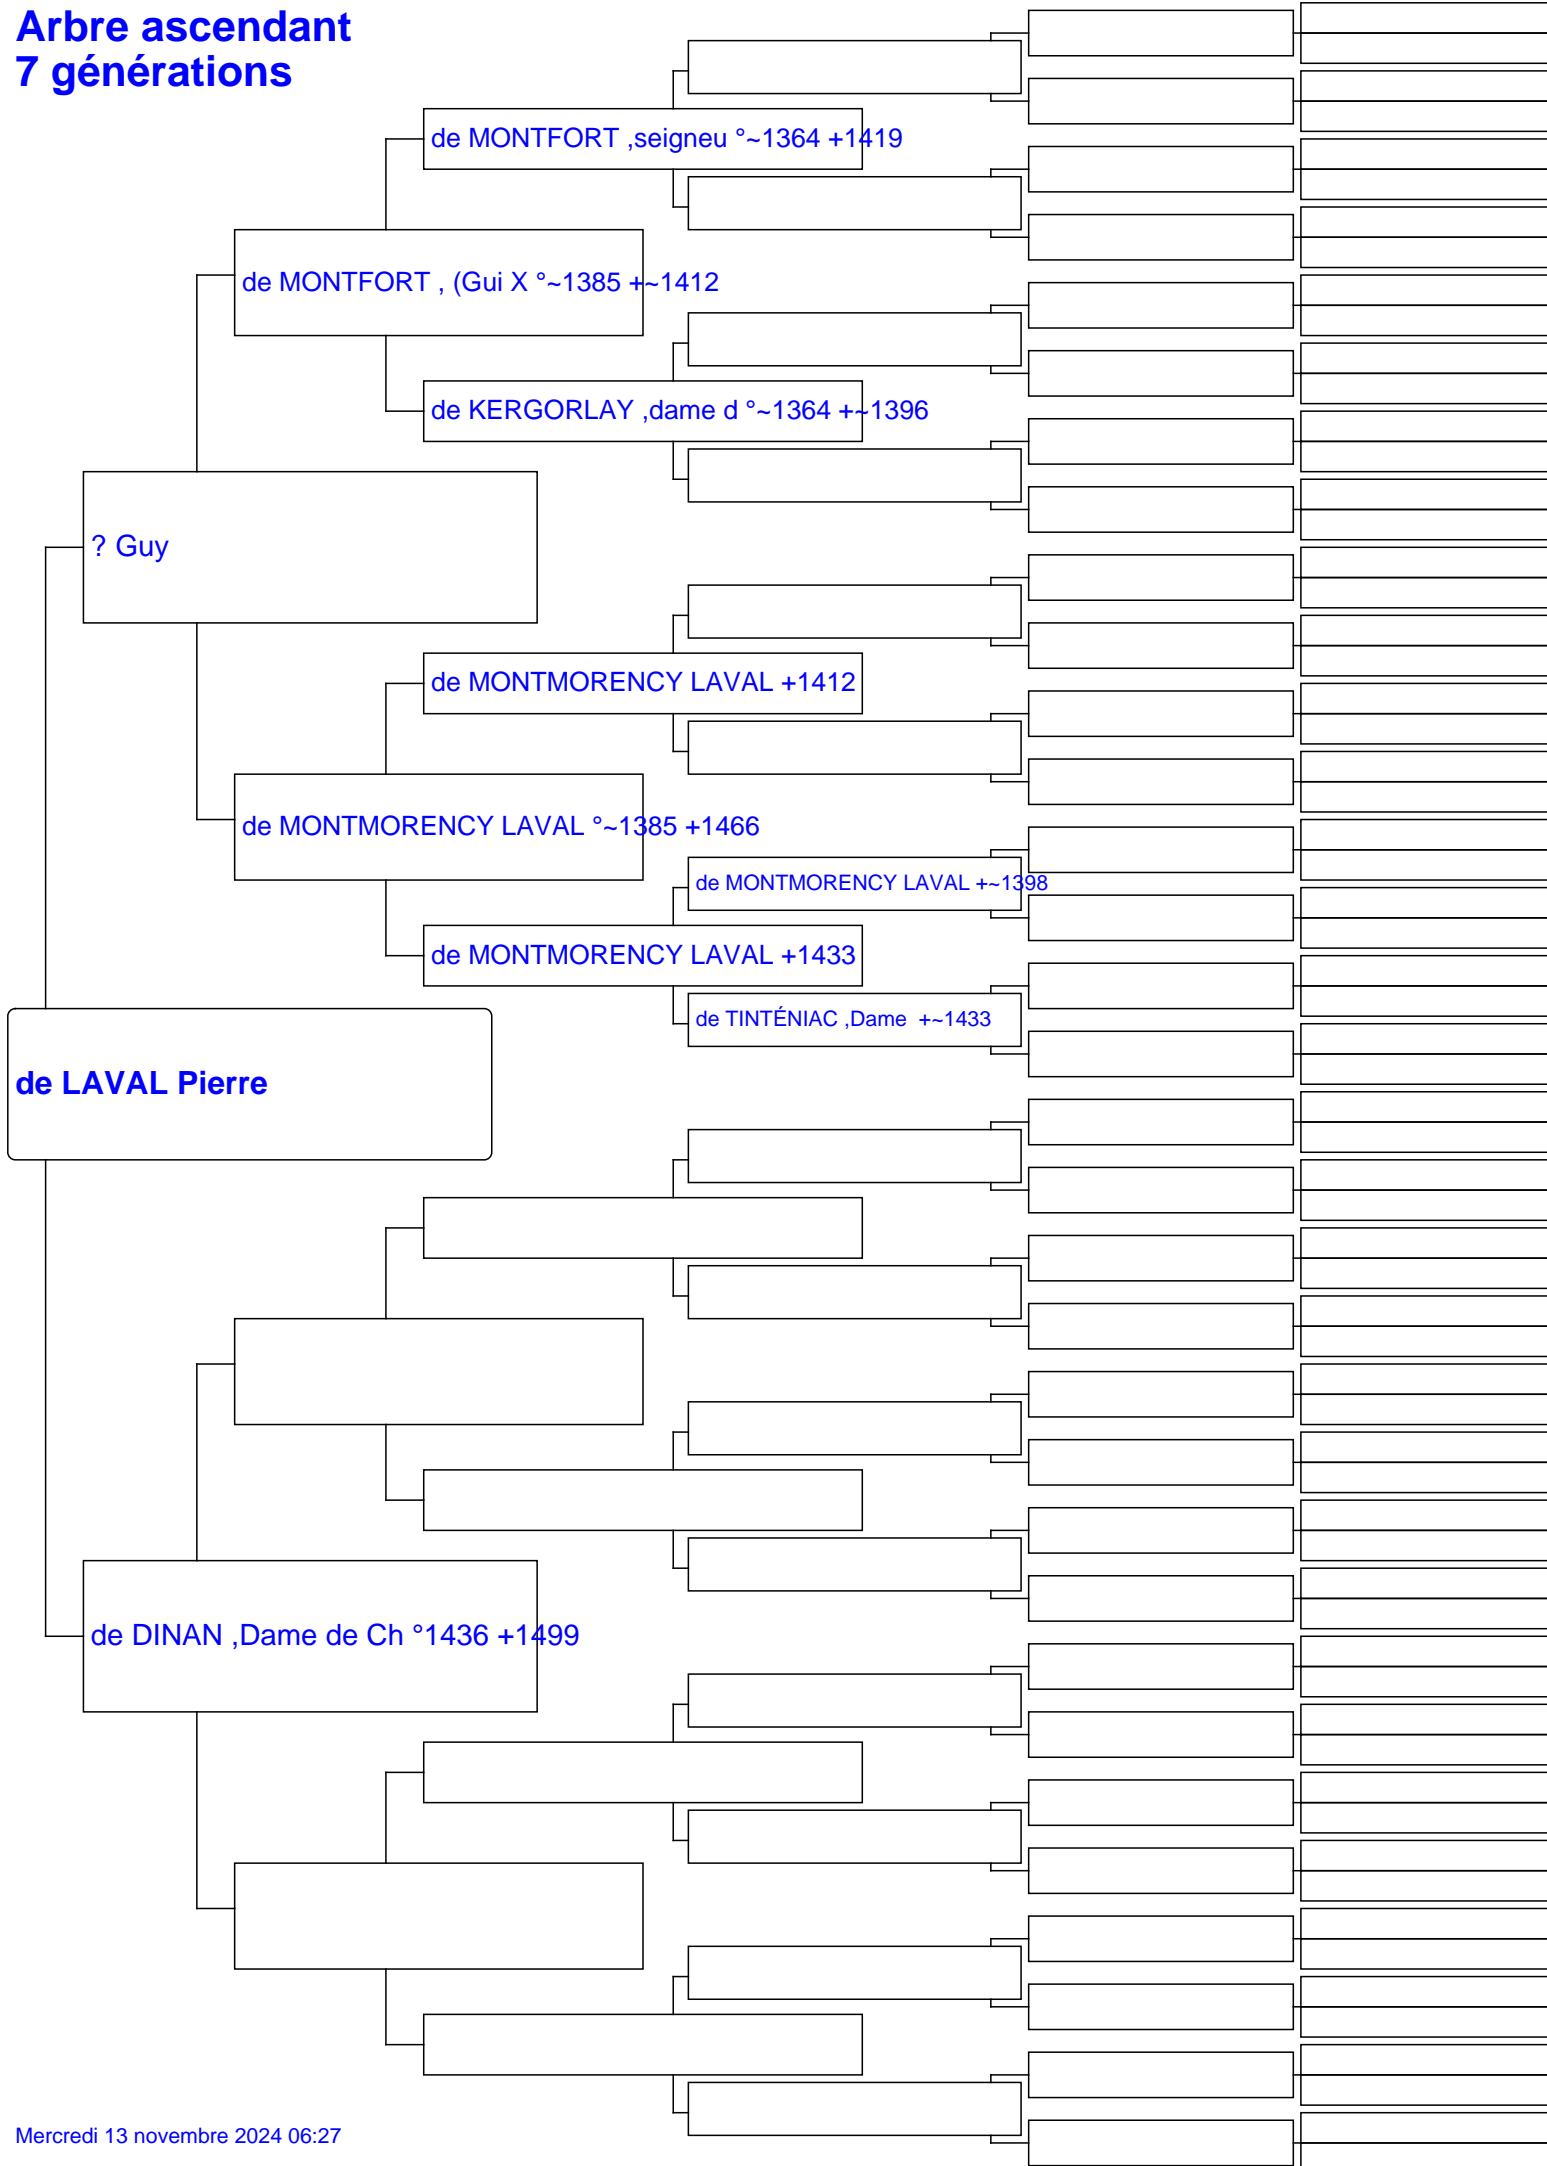 Arbre ascendant
7 générations
de MONTFORT ,seigneu °~1364 +1419
de MONTFORT , (Gui X °~1385 +~1412
de KERGORLAY ,dame d °~1364 +~1396
? Guy
de MONTMORENCY LAVAL +1412
de MONTMORENCY LAVAL °~1385 +1466
de MONTMORENCY LAVAL +~1398
de MONTMORENCY LAVAL +1433
de TINTÉNIAC ,Dame  +~1433
de LAVAL Pierre
de DINAN ,Dame de Ch °1436 +1499
Mercredi 13 novembre 2024 06:27